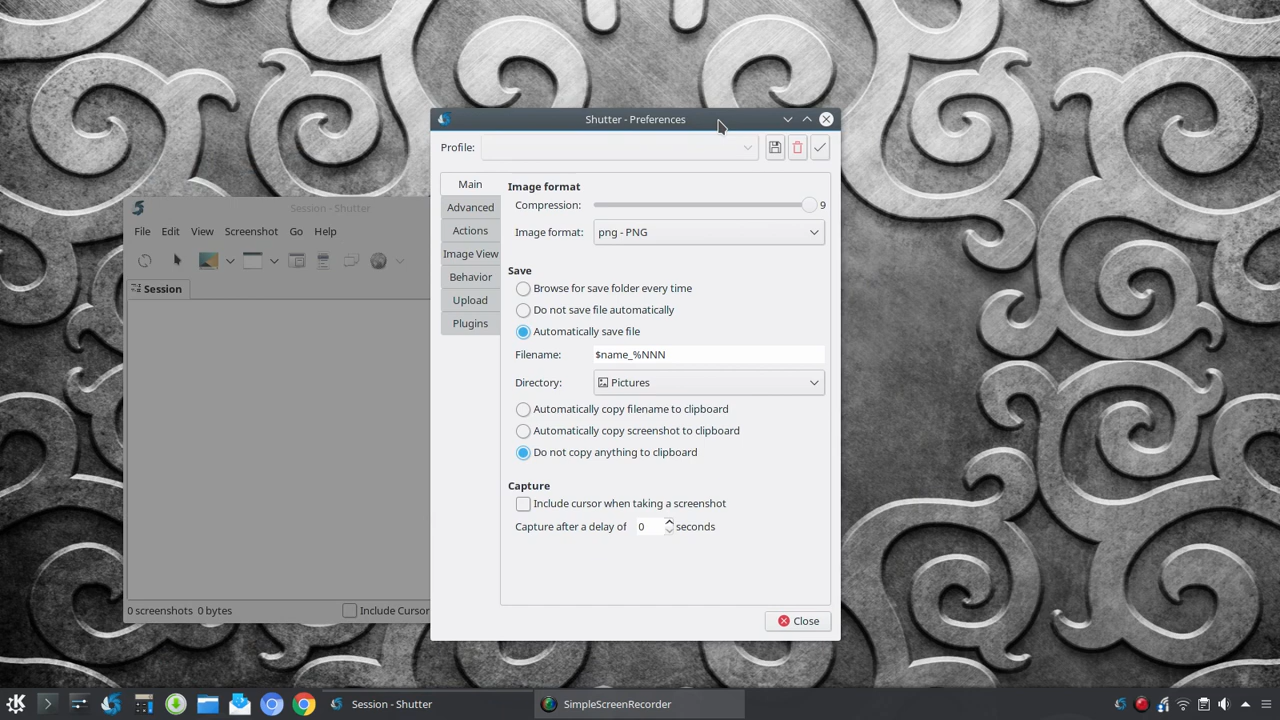 Shutter - Preferences
Profile:
Main
Advanced
Actions
Image View
Behavior
Upload
Plugins
Image format
Compression: 9
Image format: png - PNG
Save
Browse for save folder every time
Do not save file automatically
Automatically save file
Filename: $name_%NNN
Directory: Pictures
Automatically copy filename to clipboard
Automatically copy screenshot to clipboard
Do not copy anything to clipboard
Capture
Include cursor when taking a screenshot
Capture after a delay of 0 seconds
Close
Session - Shutter
File Edit View Screenshot Go Help
Session
0 screenshots 0 bytes Include Cursor
Session - Shutter
SimpleScreenRecorder